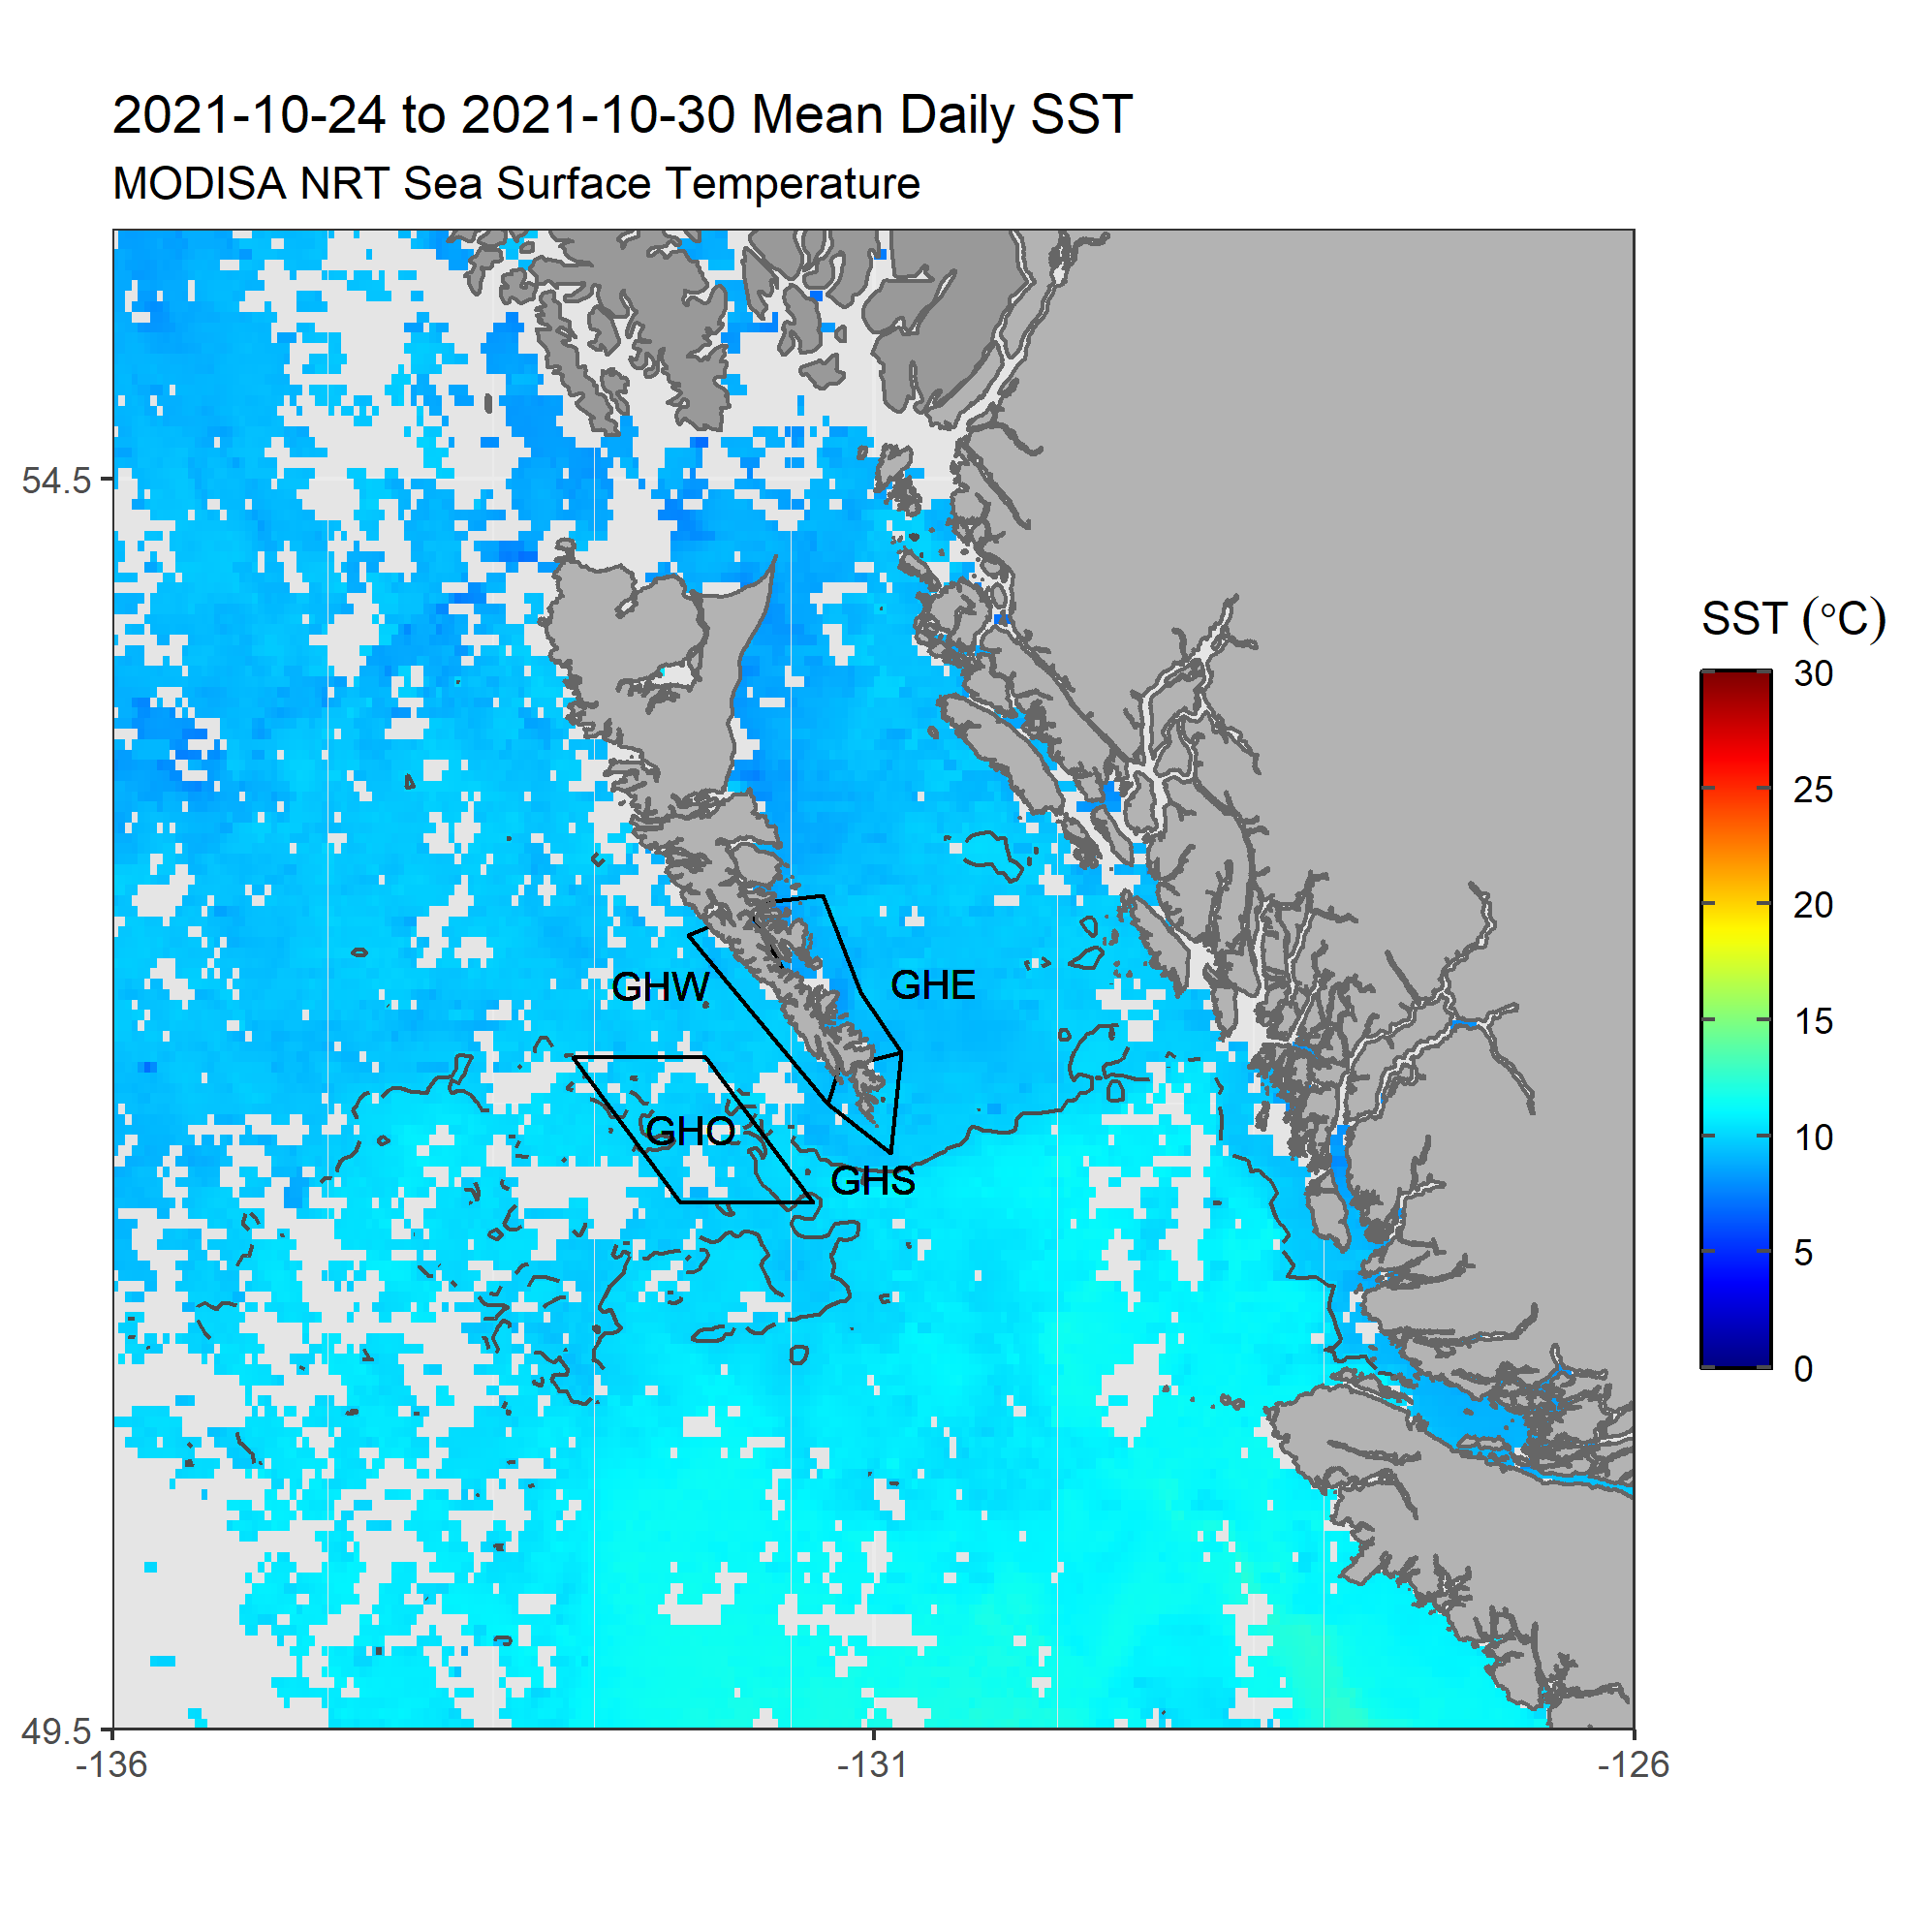 2021-10-24 to 2021-10-30 Mean Daily SST
MODISA NRT Sea Surface Temperature
54.5
49.5
-136
-131
-126
GHW
GHE
GHO
GHS
SST (°C)
30
25
20
15
10
5
0